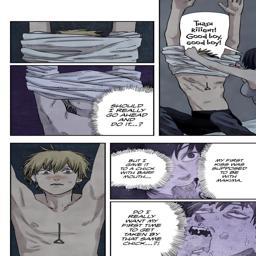 THASSA
KIIIIIN!
Good boy,
good boy!
SHOULD
I REALLY
GO AHEAD
AND
DO IT...?
BUT I
GAVE IT
TO A CHICK
WITH BARF
MOUTH...
MY FIRST
KISS WAS
SUPPOSED
TO BE
WITH
MAKIMA.
DO I
REALLY
WANT MY
FIRST TIME
TO GET
TAKEN BY
THAT SAME
CHICK...?!